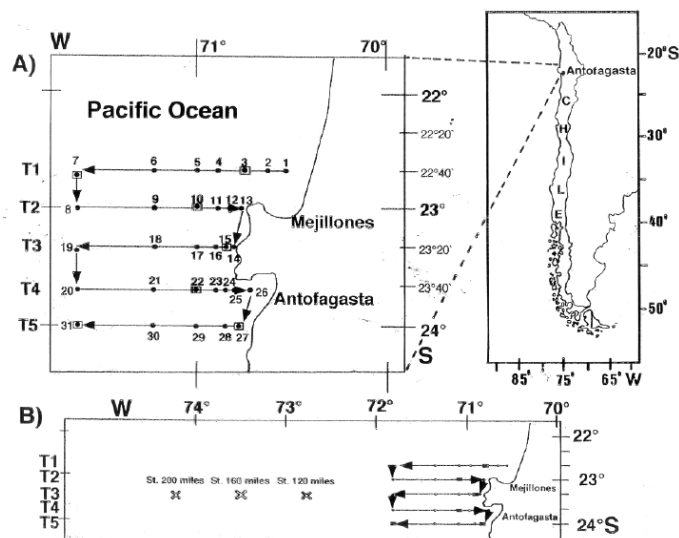 W
71° 70°
A)
Pacific Ocean
22°
22°20'
T1 7 6 5 4 3 2 1 22°40'
T2 8 9 10 11 12 13 23°
Mejillones
T3 19 18 17 16 15 14 23°20'
T4 20 21 22 23 24 25 26 23°40'
Antofagasta
T5 31 30 29 28 27 24°
S
20°S
Antofagasta
C
H
I
L
E
30°
40°
50°
85° 75° 65° W
B)
W
74° 73° 72° 71° 70°
22°
T1
T2
T3
T4
T5
St. 200 miles St. 160 miles St. 120 miles
23°
Mejillones
Antofagasta
24°S